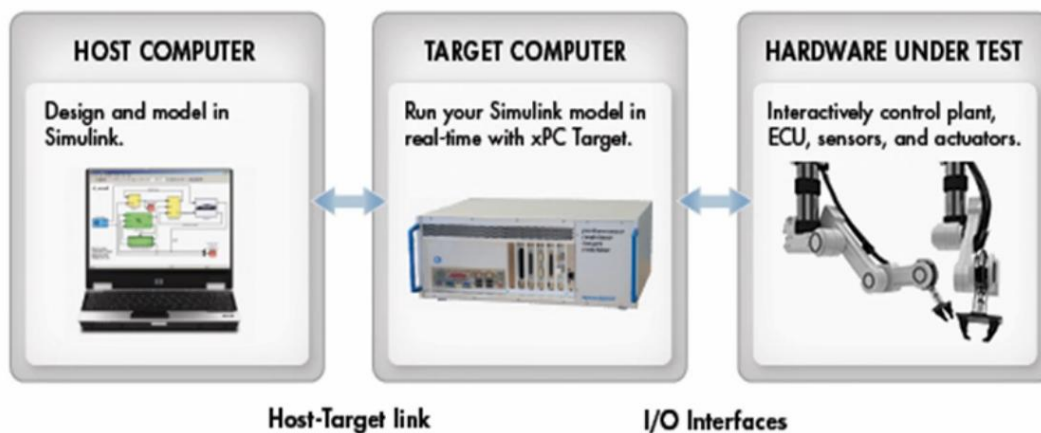 HOST COMPUTER
Design and model in
Simulink.
TARGET COMPUTER
Run your Simulink model in
real-time with xPC Target.
HARDWARE UNDER TEST
Interactively control plant,
ECU, sensors, and actuators.
Host-Target link
I/O Interfaces